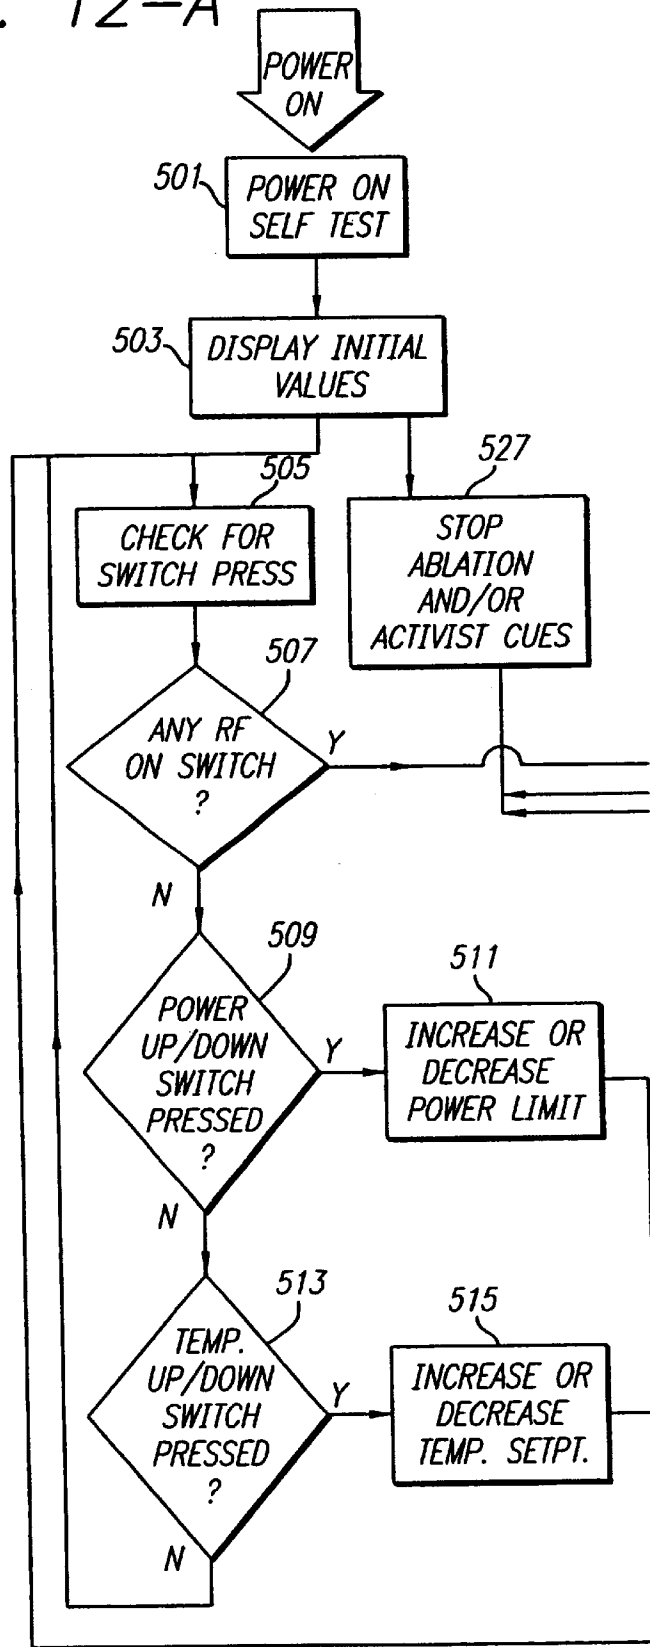 . 12-A
POWER
ON
501
POWER ON
SELF TEST
503
DISPLAY INITIAL
VALUES
505
CHECK FOR
SWITCH PRESS
527
STOP
ABLATION
AND/OR
ACTIVIST CUES
507
ANY RF
ON SWITCH
?
Y
N
509
POWER
UP/DOWN
SWITCH
PRESSED
?
Y
N
511
INCREASE OR
DECREASE
POWER LIMIT
513
TEMP.
UP/DOWN
SWITCH
PRESSED
?
Y
N
515
INCREASE OR
DECREASE
TEMP. SETPT.